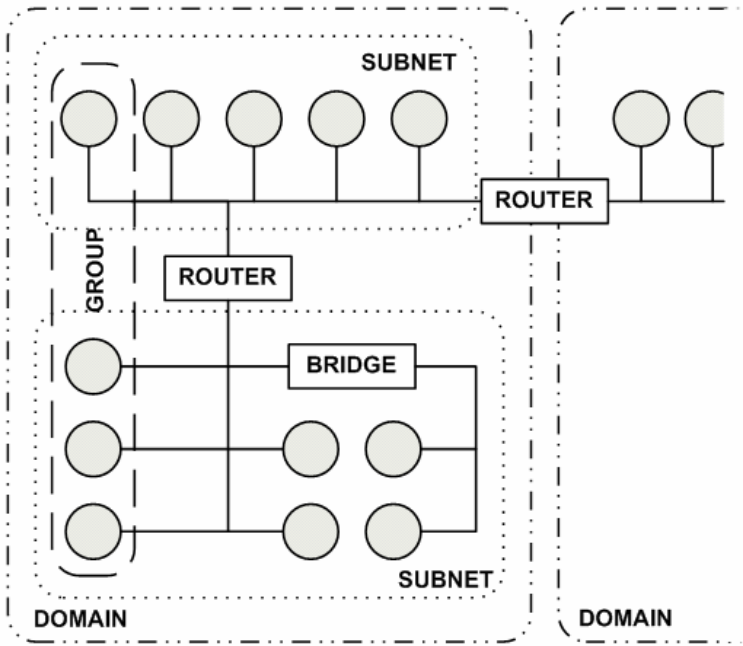 SUBNET
ROUTER
GROUP
ROUTER
BRIDGE
SUBNET
DOMAIN
DOMAIN